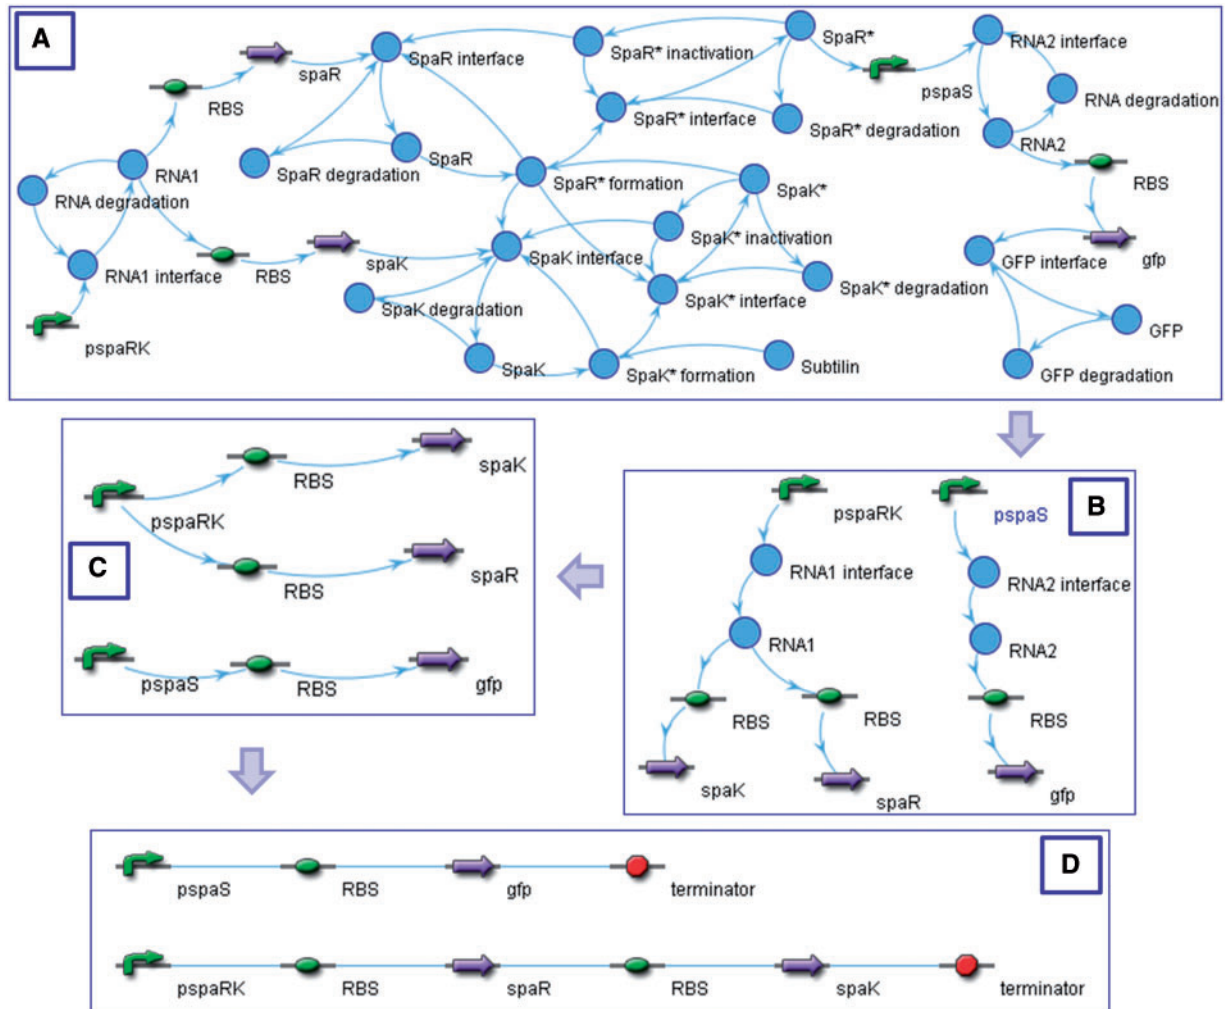 A
spaR
SpaR interface
SpaR* inactivation
SpaR*
RNA2 interface
RBS
pspaS
RNA degradation
SpaR* interface
SpaR* degradation
RNA2
RNA1
SpaR degradation
SpaR
SpaR* formation
SpaK*
RBS
RNA degradation
SpaK* inactivation
RNA1 interface
RBS
spaK
SpaK interface
GFP interface
gfp
SpaK degradation
SpaK* interface
SpaK* degradation
GFP
pspaRK
SpaK
SpaK* formation
Subtilin
GFP degradation
spaK
RBS
pspaRK
C
spaR
RBS
pspaS
RBS
gfp
B
pspaRK
pspaS
RNA1 interface
RNA2 interface
RNA1
RNA2
RBS
RBS
RBS
spaK
spaR
gfp
D
pspaS
RBS
gfp
terminator
pspaRK
RBS
spaR
RBS
spaK
terminator